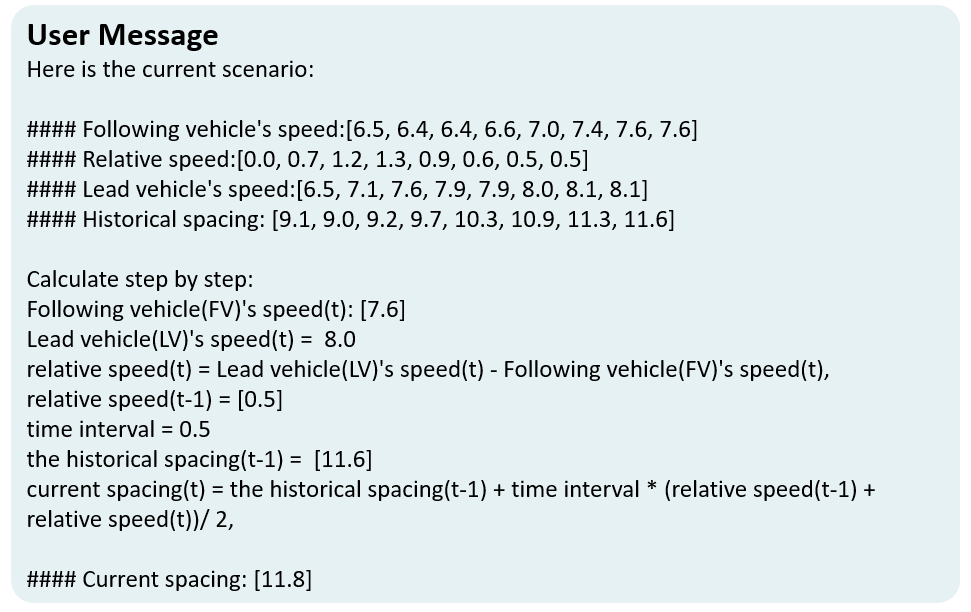 User Message
Here is the current scenario:
#### Following vehicle's speed:[6.5, 6.4, 6.4, 6.6, 7.0, 7.4, 7.6, 7.6]
#### Relative speed:[0.0, 0.7, 1.2, 1.3, 0.9, 0.6, 0.5, 0.5]
#### Lead vehicle's speed:[6.5, 7.1, 7.6, 7.9, 7.9, 8.0, 8.1, 8.1]
#### Historical spacing: [9.1, 9.0, 9.2, 9.7, 10.3, 10.9, 11.3, 11.6]
Calculate step by step:
Following vehicle(FV)'s speed(t): [7.6]
Lead vehicle(LV)'s speed(t) =  8.0
relative speed(t) = Lead vehicle(LV)'s speed(t) - Following vehicle(FV)'s speed(t),
relative speed(t-1) = [0.5]
time interval = 0.5
the historical spacing(t-1) =  [11.6]
current spacing(t) = the historical spacing(t-1) + time interval * (relative speed(t-1) +
relative speed(t))/ 2,
#### Current spacing: [11.8]